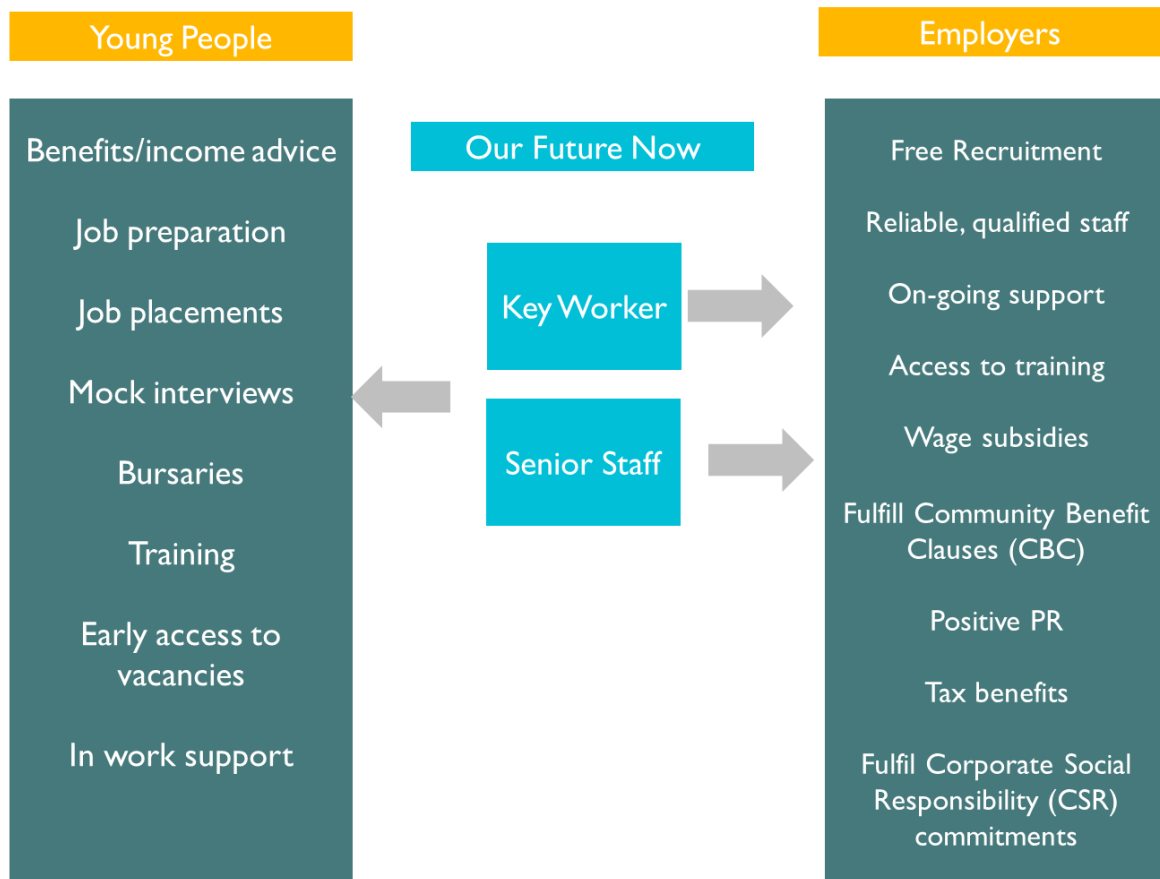 Young People
Benefits/income advice
Job preparation
Job placements
Mock interviews
Bursaries
Training
Early access to
vacancies
In work support
Our Future Now
Key Worker
Senior Staff
Employers
Free Recruitment
Reliable, qualified staff
On-going support
Access to training
Wage subsidies
Fulfill Community Benefit
Clauses (CBC)
Positive PR
Tax benefits
Fulfil Corporate Social
Responsibility (CSR)
commitments